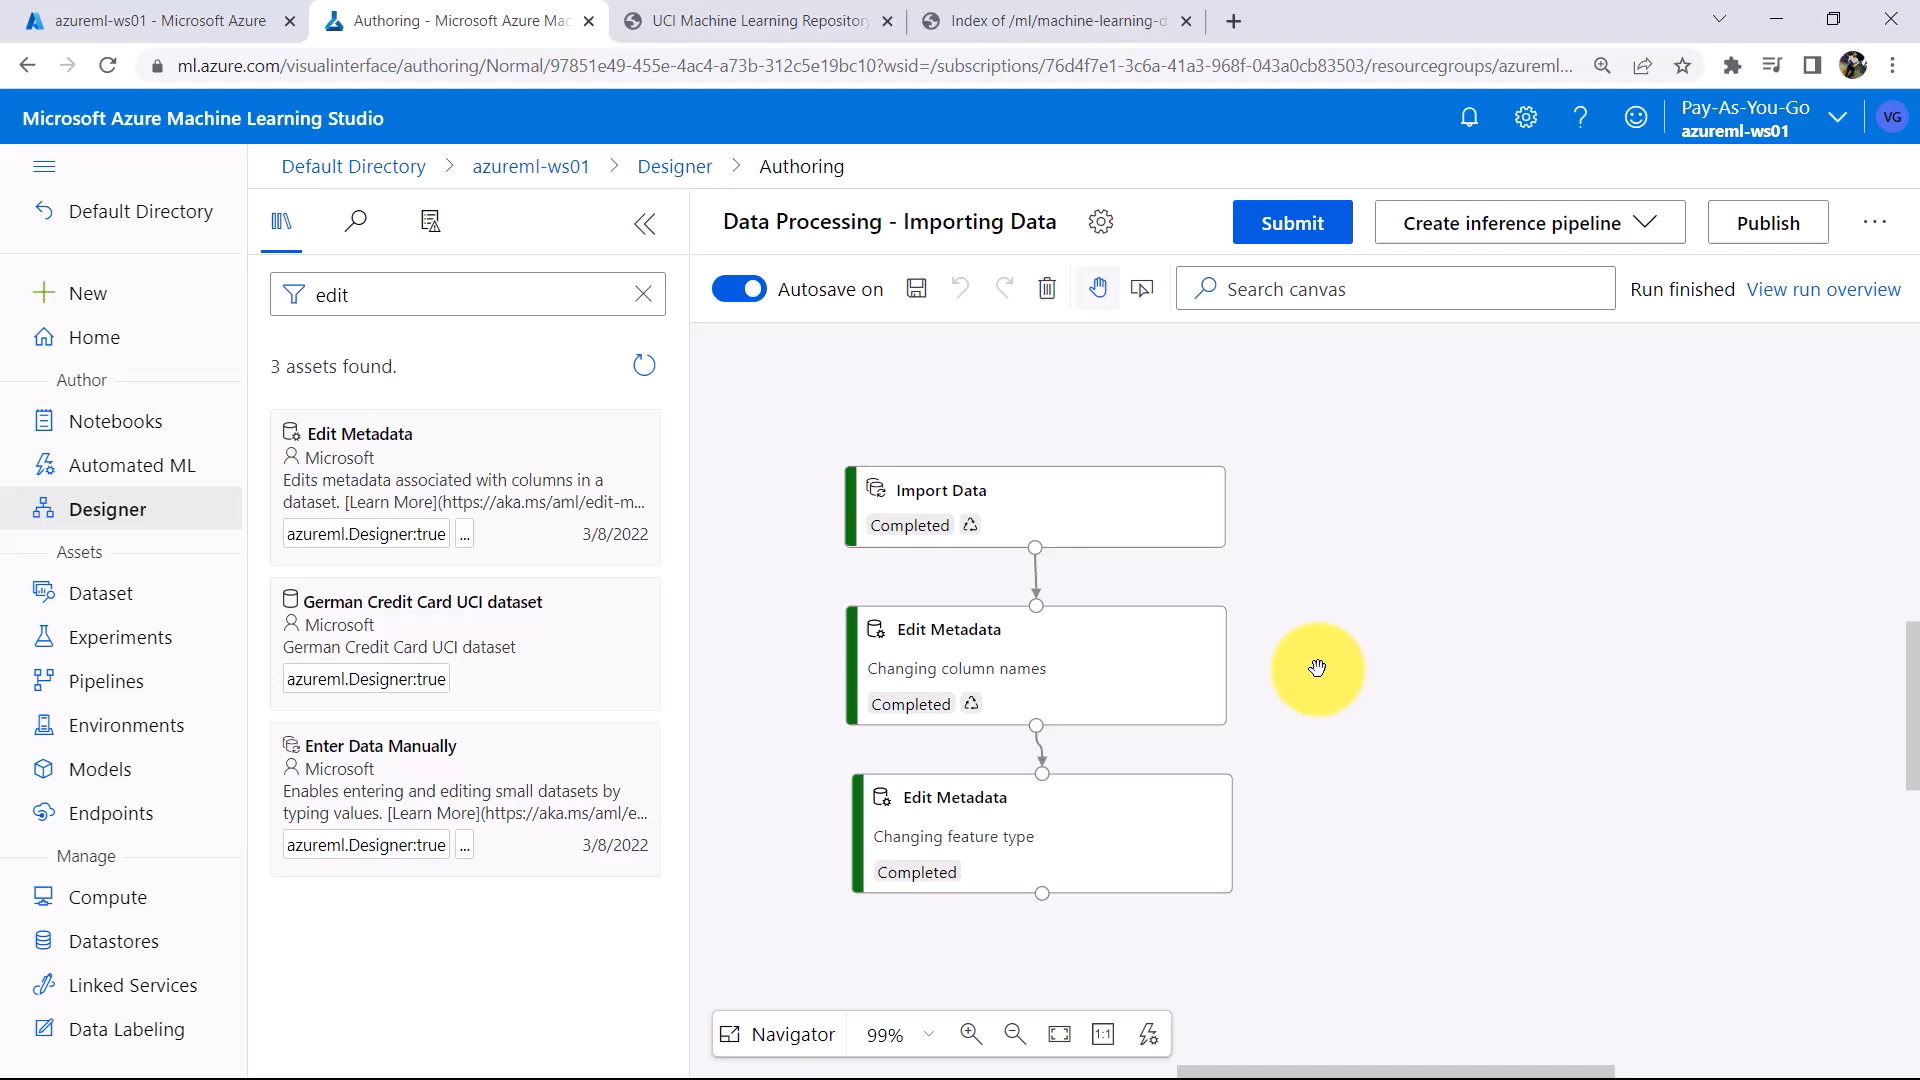 azureml-ws01 - Microsoft Azure
Authoring - Microsoft Azure Mac
UCI Machine Learning Repository
Index of /ml/machine-learning-d
ml.azure.com/visualinterface/authoring/Normal/97851e49-455e-4ac4-a73b-312c5e19bc10?wsid=/subscriptions/76d4f7e1-3c6a-41a3-968f-043a0cb83503/resourcegroups/azureml...
Microsoft Azure Machine Learning Studio
Pay-As-You-Go
azureml-ws01
VG
Default Directory > azureml-ws01 > Designer > Authoring
Default Directory
New
Home
Author
Notebooks
Automated ML
Designer
Assets
Dataset
Experiments
Pipelines
Environments
Models
Endpoints
Manage
Compute
Datastores
Linked Services
Data Labeling
edit
3 assets found.
Edit Metadata
Microsoft
Edits metadata associated with columns in a
dataset. [Learn More](https://aka.ms/aml/edit-m...
azureml.Designer:true ... 3/8/2022
German Credit Card UCI dataset
Microsoft
German Credit Card UCI dataset
azureml.Designer:true
Enter Data Manually
Microsoft
Enables entering and editing small datasets by
typing values. [Learn More](https://aka.ms/aml/e...
azureml.Designer:true ... 3/8/2022
Data Processing - Importing Data
Submit
Create inference pipeline
Publish
...
Autosave on
Search canvas
Run finished View run overview
Import Data
Completed
Edit Metadata
Changing column names
Completed
Edit Metadata
Changing feature type
Completed
Navigator
99%
1:1